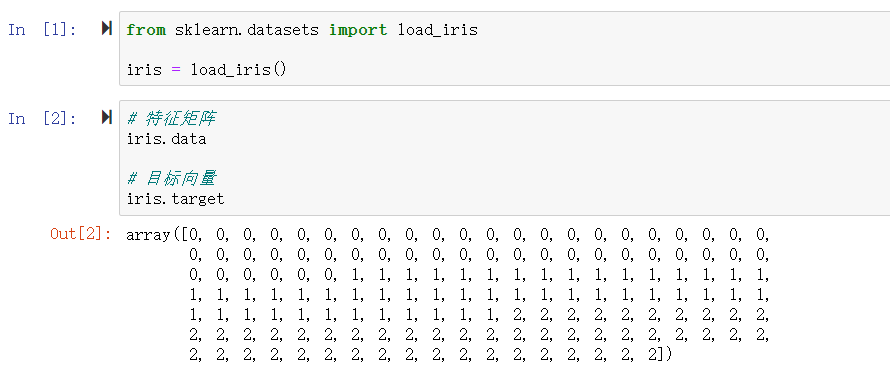 In [1]:
from sklearn.datasets import load_iris
iris = load_iris()
In [2]:
# 特征矩阵
iris.data
# 目标向量
iris.target
Out[2]:
array([0, 0, 0, 0, 0, 0, 0, 0, 0, 0, 0, 0, 0, 0, 0, 0, 0, 0, 0, 0, 0, 0,
0, 0, 0, 0, 0, 0, 0, 0, 0, 0, 0, 0, 0, 0, 0, 0, 0, 0, 0, 0, 0, 0,
0, 0, 0, 0, 0, 0, 1, 1, 1, 1, 1, 1, 1, 1, 1, 1, 1, 1, 1, 1, 1, 1,
1, 1, 1, 1, 1, 1, 1, 1, 1, 1, 1, 1, 1, 1, 1, 1, 1, 1, 1, 1, 1, 1,
1, 1, 1, 1, 1, 1, 1, 1, 1, 1, 1, 1, 2, 2, 2, 2, 2, 2, 2, 2, 2, 2,
2, 2, 2, 2, 2, 2, 2, 2, 2, 2, 2, 2, 2, 2, 2, 2, 2, 2, 2, 2, 2, 2,
2, 2, 2, 2, 2, 2, 2, 2, 2, 2, 2, 2, 2, 2, 2, 2, 2, 2])